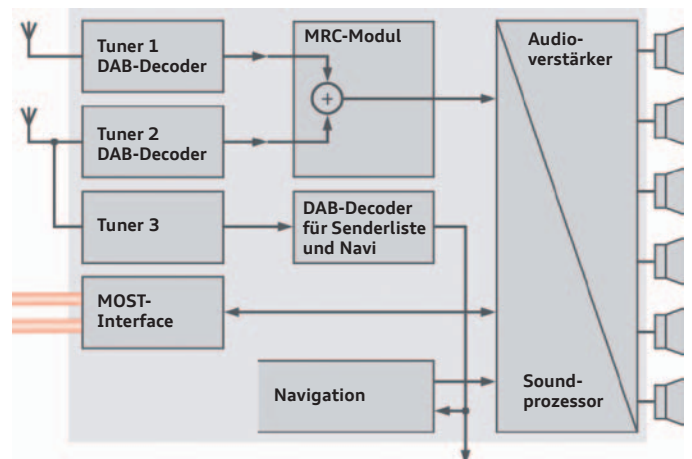 Tuner 1
DAB-Decoder
MRC-Modul
+
Audio-
verstärker
Tuner 2
DAB-Decoder
Tuner 3
DAB-Decoder
für Senderliste
und Navi
MOST-
Interface
Navigation
Sound-
prozessor